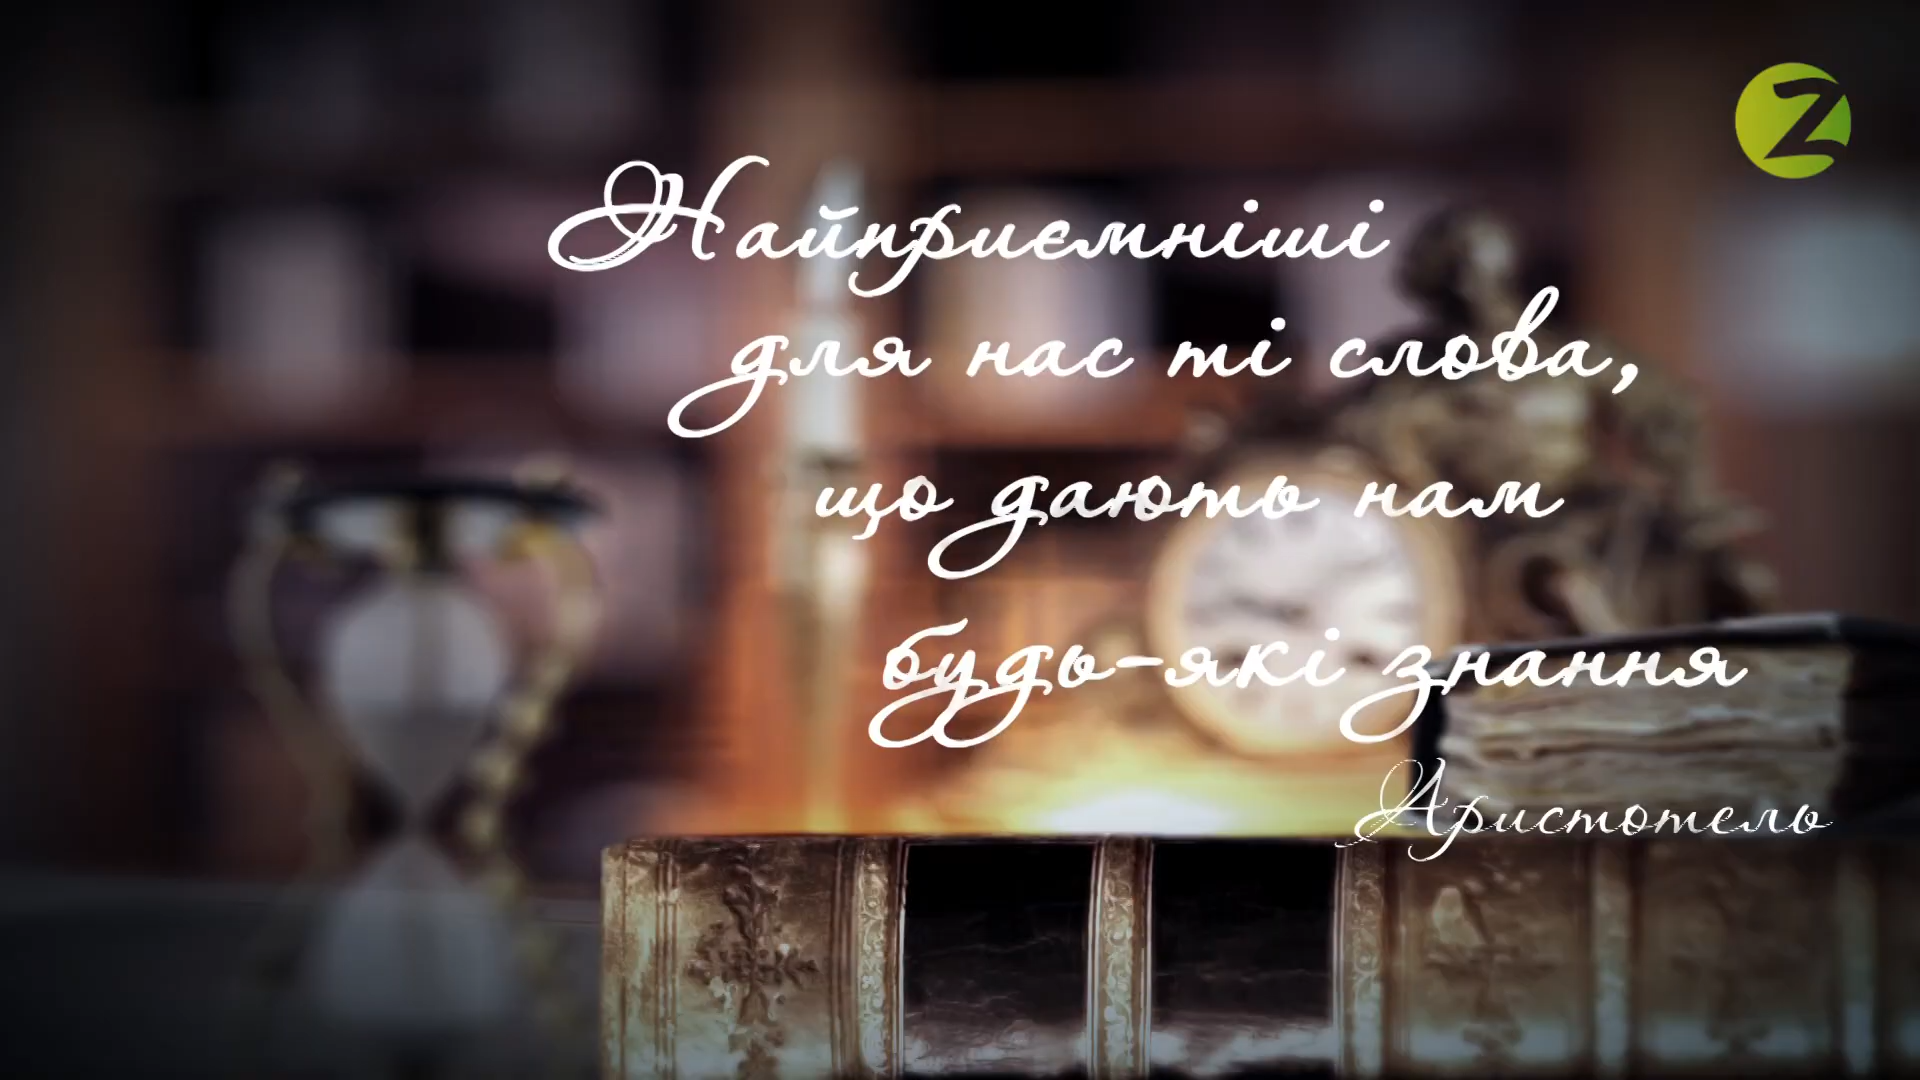 Z
Найприємніші
для нас ті слова,
що дають нам
будь-які знання
Аристотель